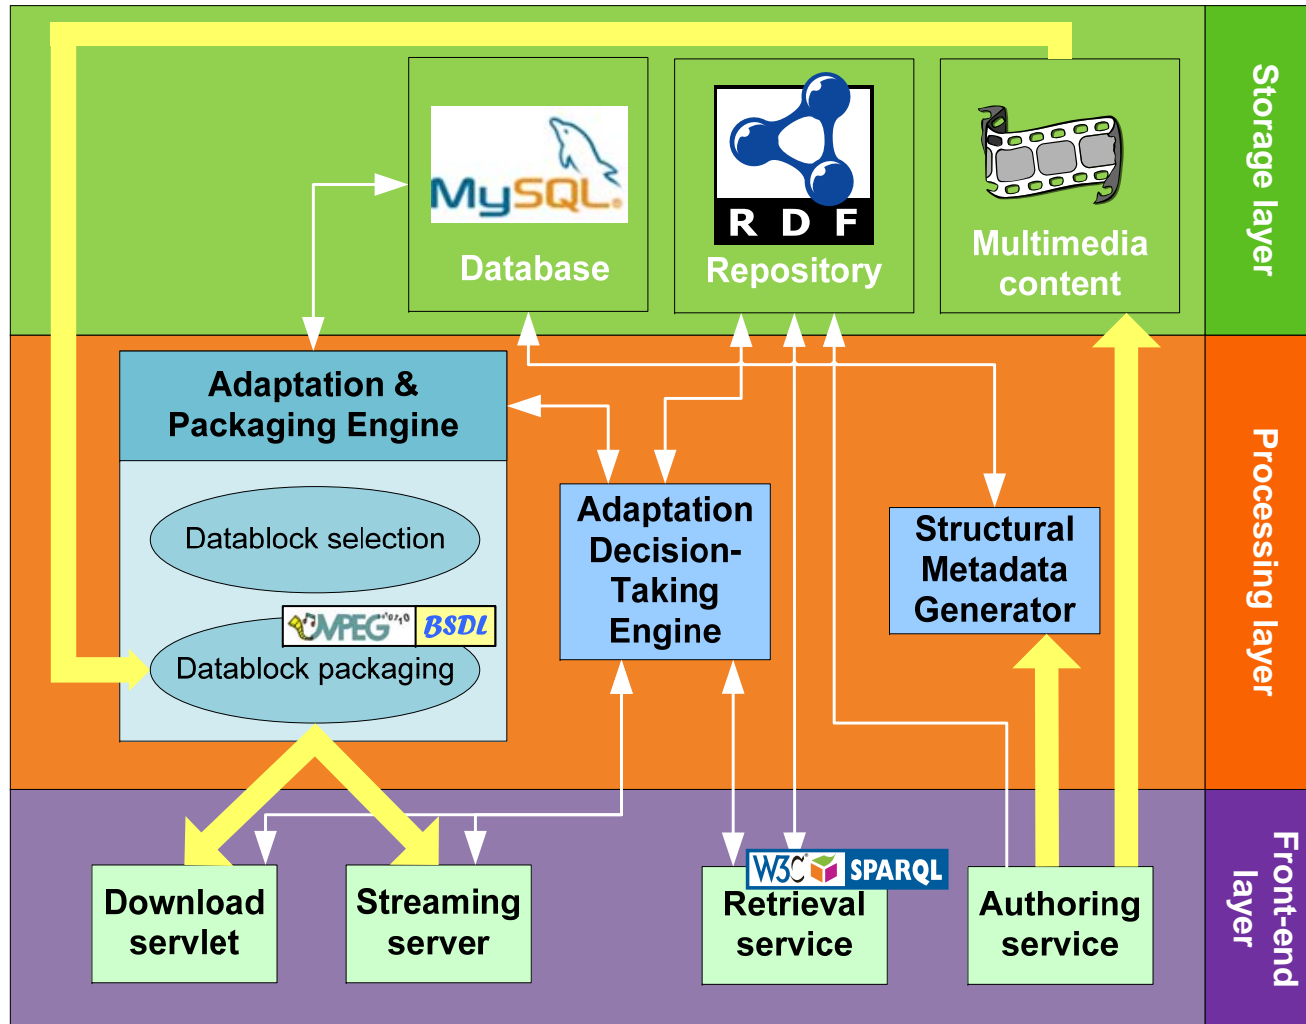 MySQL®
Database
RDF
Repository
Multimedia
content
Storage layer
Adaptation &
Packaging Engine
Datablock selection
MPEG BSDL
Datablock packaging
Adaptation
Decision-
Taking
Engine
Structural
Metadata
Generator
Processing layer
Download
servlet
Streaming
server
W3C® SPARQL
Retrieval
service
Authoring
service
Front-end
layer